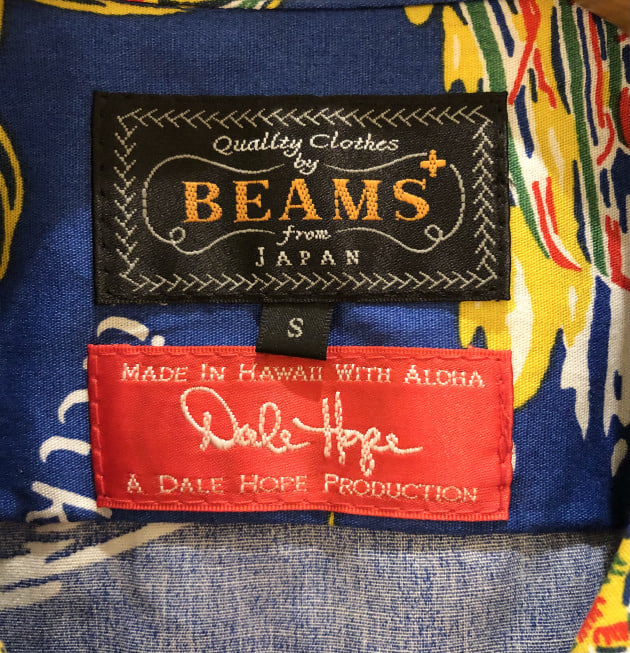 Quality Clothes
by
BEAMS+
from
JAPAN
S
MADE IN HAWAII WITH ALOHA
Dale Hope
A DALE HOPE PRODUCTION